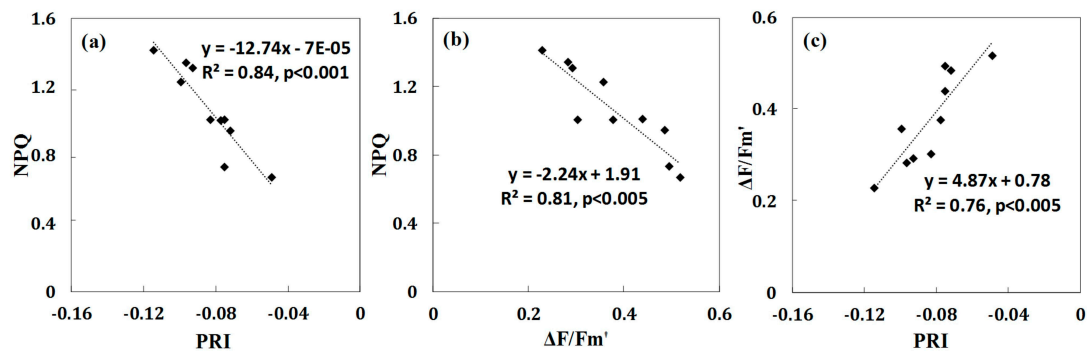 (a)
y = -12.74x - 7E-05
R² = 0.84, p<0.001
NPQ
1.6
1.2
0.8
0.4
0
-0.16
-0.12
-0.08
-0.04
0
PRI
(b)
y = -2.24x + 1.91
R² = 0.81, p<0.005
NPQ
1.6
1.2
0.8
0.4
0
0
0.2
0.4
0.6
ΔF/Fm'
(c)
y = 4.87x + 0.78
R² = 0.76, p<0.005
ΔF/Fm'
0.6
0.4
0.2
0
-0.16
-0.12
-0.08
-0.04
0
PRI